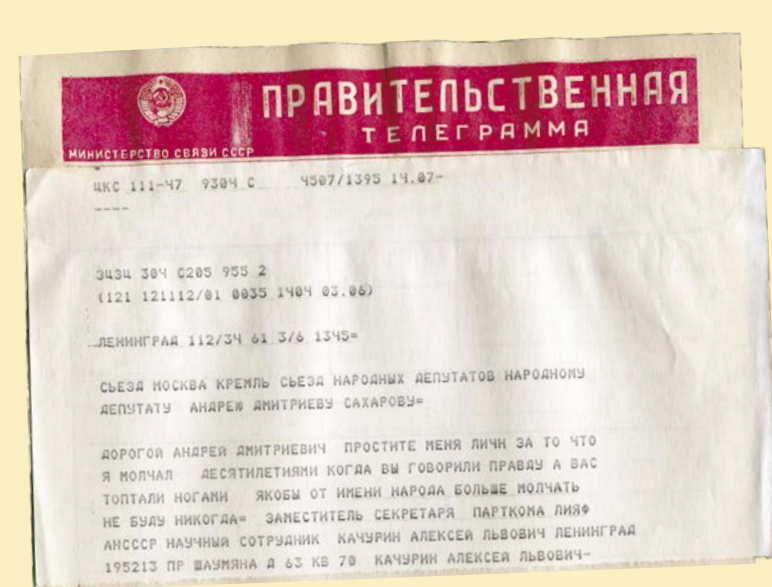 ПРАВИТЕЛЬСТВЕННАЯ
ТЕЛЕГРАММА
МИНИСТЕРСТВО СВЯЗИ СССР
ЦКС 111-47 9304 С 4507/1395 14.07-
----
ЭЦЗЦ 304 С205 955 2
(121 121112/01 0035 1404 03.06)
ЛЕНИНГРАД 112/34 61 3/6 1345=
СЬЕЗД МОСКВА КРЕМЛЬ СЬЕЗД НАРОДНЫХ ДЕПУТАТОВ НАРОДНОМУ
ДЕПУТАТУ АНДРЕЮ ДМИТРИЕВУ САХАРОВУ=
ДОРОГОЙ АНДРЕЙ ДМИТРИЕВИЧ ПРОСТИТЕ МЕНЯ ЛИЧН ЗА ТО ЧТО
Я МОЛЧАЛ ДЕСЯТИЛЕТИЯМИ КОГДА ВЫ ГОВОРИЛИ ПРАВДУ А ВАС
ТОПТАЛИ НОГАМИ ЯКОБЫ ОТ ИМЕНИ НАРОДА БОЛЬШЕ МОЛЧАТЬ
НЕ БУДУ НИКОГДА= ЗАМЕСТИТЕЛЬ СЕКРЕТАРЯ ПАРТКОМА ЛИЯФ
АНСССР НАУЧНЫЙ СОТРУДНИК КАЧУРИН АЛЕКСЕЙ ЛЬВОВИЧ ЛЕНИНГРАД
195213 ПР ШАУМЯНА Д 63 КВ 70 КАЧУРИН АЛЕКСЕЙ ЛЬВОВИЧ-